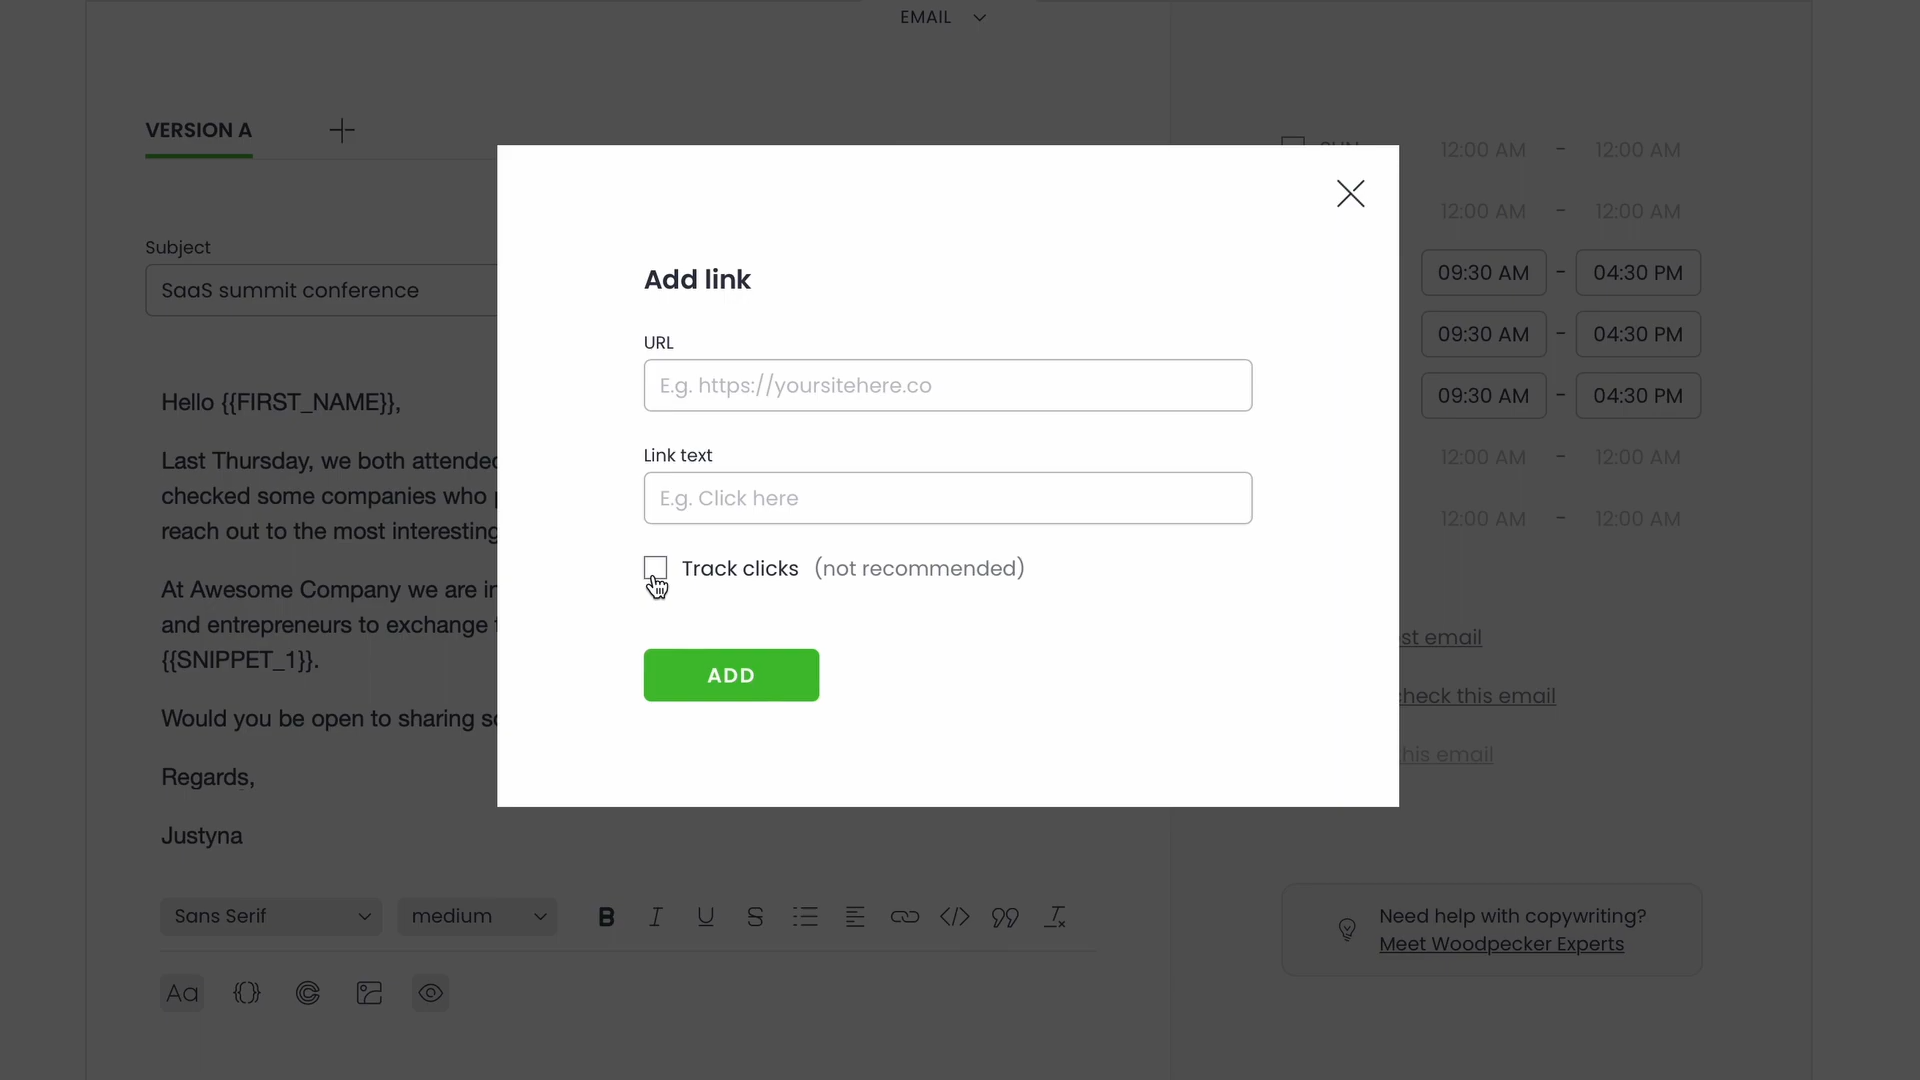 EMAIL
VERSION A
Subject
SaaS summit conference
Hello {{FIRST_NAME}},
Last Thursday, we both attended
checked some companies who
reach out to the most interesting
At Awesome Company we are
and entrepreneurs to exchange
{{SNIPPET_1}}.
Would you be open to sharing
Regards,
Justyna
Sans Serif
medium
B I U S
Aa
Add link
URL
E.g. https://yoursitehere.co
Link text
E.g. Click here
Track clicks (not recommended)
ADD
12:00 AM - 12:00 AM
12:00 AM - 12:00 AM
09:30 AM - 04:30 PM
09:30 AM - 04:30 PM
09:30 AM - 04:30 PM
12:00 AM - 12:00 AM
12:00 AM - 12:00 AM
email
this email
this email
Need help with copywriting?
Meet Woodpecker Experts